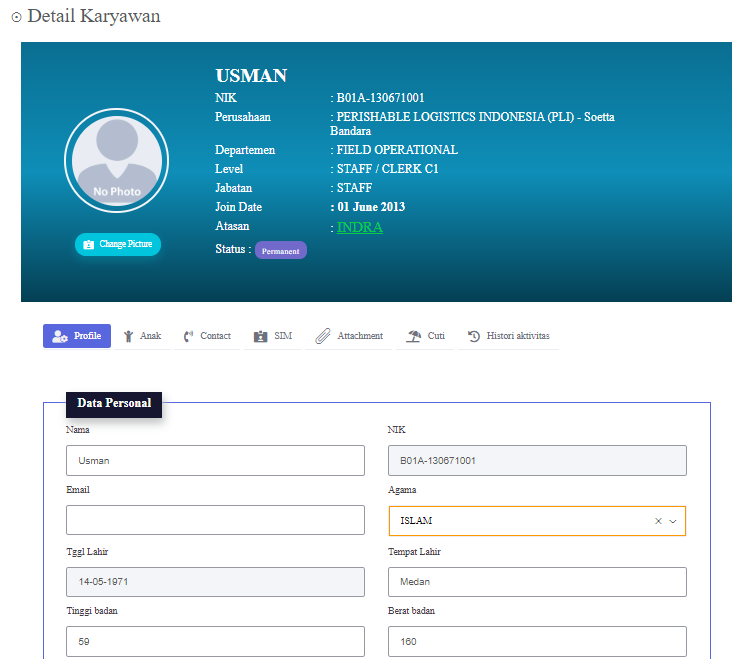 Detail Karyawan
USMAN
NIK : B01A-130671001
Perusahaan : PERISHABLE LOGISTICS INDONESIA (PLI) - Soetta
Bandara
Departemen : FIELD OPERATIONAL
Level : STAFF / CLERK C1
Jabatan : STAFF
Join Date : 01 June 2013
Atasan : INDRA
Status : Permanent
No Photo
Change Picture
Profile Anak Contact SIM Attachment Cuti Histori aktivitas
Data Personal
Nama NIK
Usman B01A-130671001
Email Agama
ISLAM
Tggl Lahir Tempat Lahir
14-05-1971 Medan
Tinggi badan Berat badan
59 160